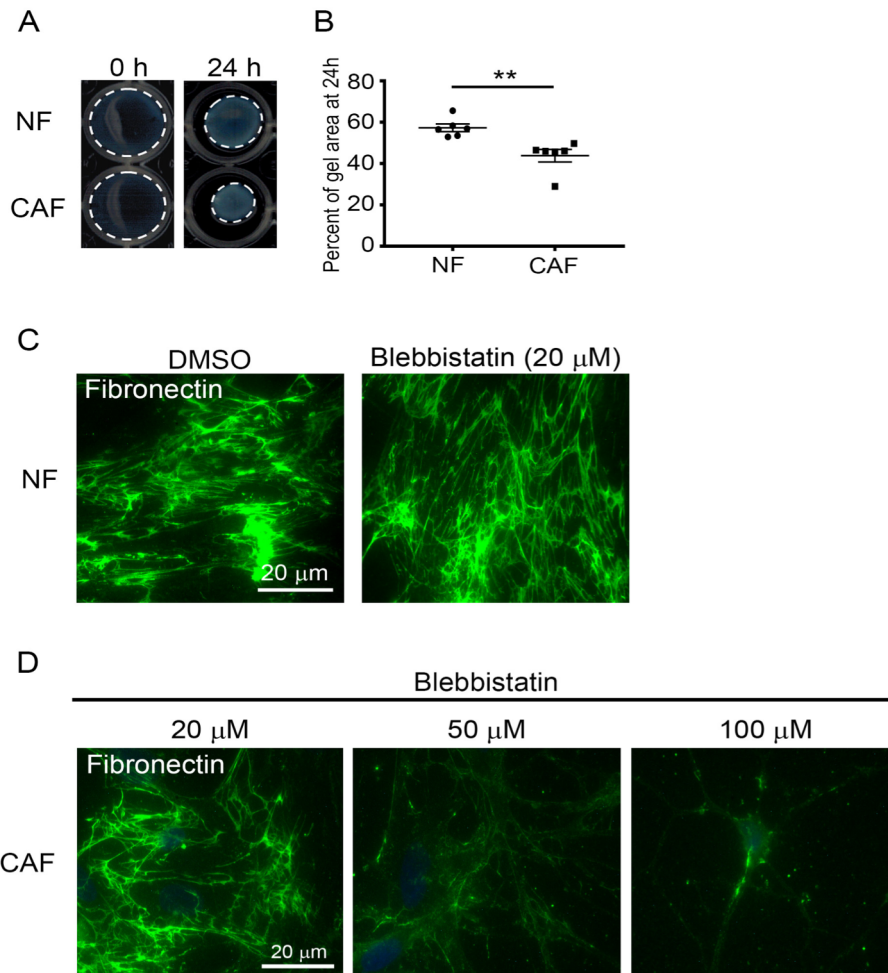 A
0 h 24 h
NF
CAF
B
**
Percent of gel area at 24h
80
60
40
20
0
NF CAF
C
DMSO Blebbistatin (20 μM)
Fibronectin
NF
20 μm
D
Blebbistatin
20 μM 50 μM 100 μM
Fibronectin
CAF
20 μm